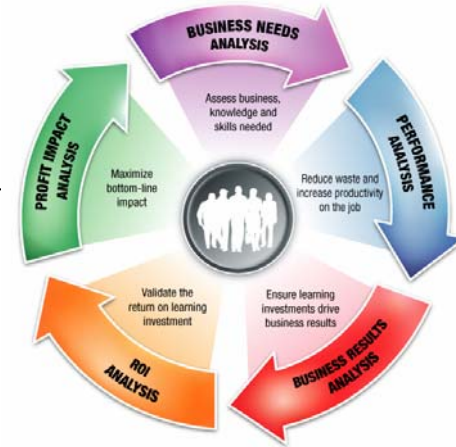 BUSINESS NEEDS
ANALYSIS
Assess business,
knowledge and
skills needed
PERFORMANCE
ANALYSIS
Reduce waste and
increase productivity
on the job
BUSINESS RESULTS
ANALYSIS
Ensure learning
investments drive
business results
ROI
ANALYSIS
Validate the
return on learning
investment
PROFIT IMPACT
ANALYSIS
Maximize
bottom-line
impact